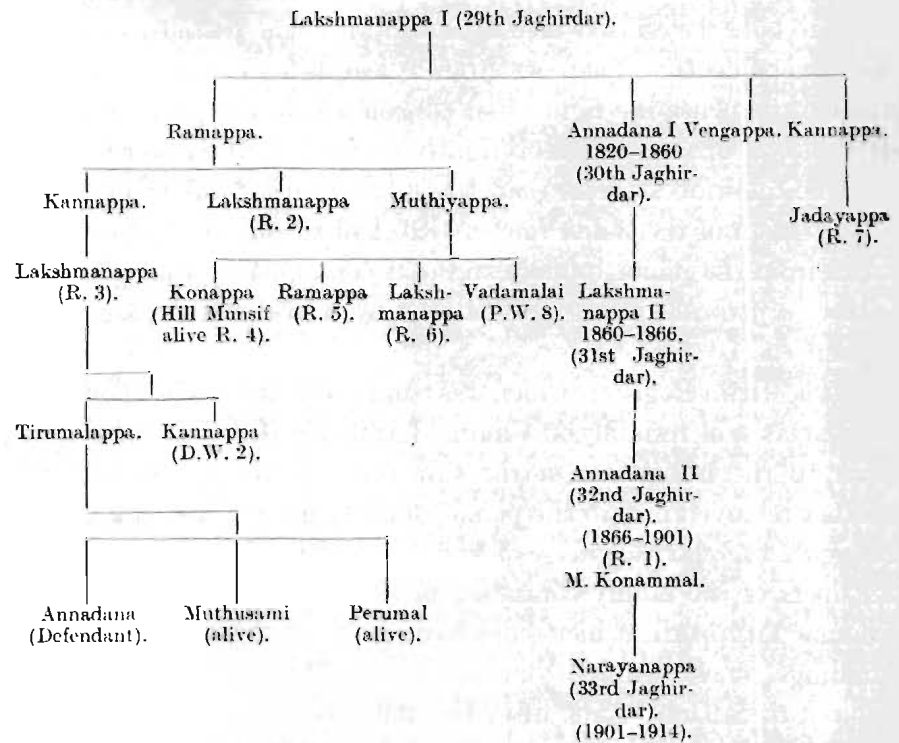 Lakshmanappa I (29th Jaghirdar).
Ramappa.
Annadana I Vengappa. Kannappa.
1820–1860
(30th Jaghir-
dar).
Kannappa.
Lakshmanappa
(R. 2).
Muthiyappa.
Jadayappa
(R. 7).
Lakshmanappa
(R. 3).
Konappa
(Hill Munsif
alive R. 4).
Ramappa
(R. 5).
Laksh-
manappa
(R. 6).
Vadamalai
(P.W. 8).
Lakshma-
nappa II
1860–1866.
(31st Jaghir-
dar).
Tirumalappa.
Kannappa
(D.W. 2).
Annadana II
(32nd Jaghir-
dar).
(1866–1901)
(R. 1).
M. Konammal.
Annadana
(Defendant).
Muthusami
(alive).
Perumal
(alive).
Narayanappa
(33rd Jaghir-
dar).
(1901–1914).